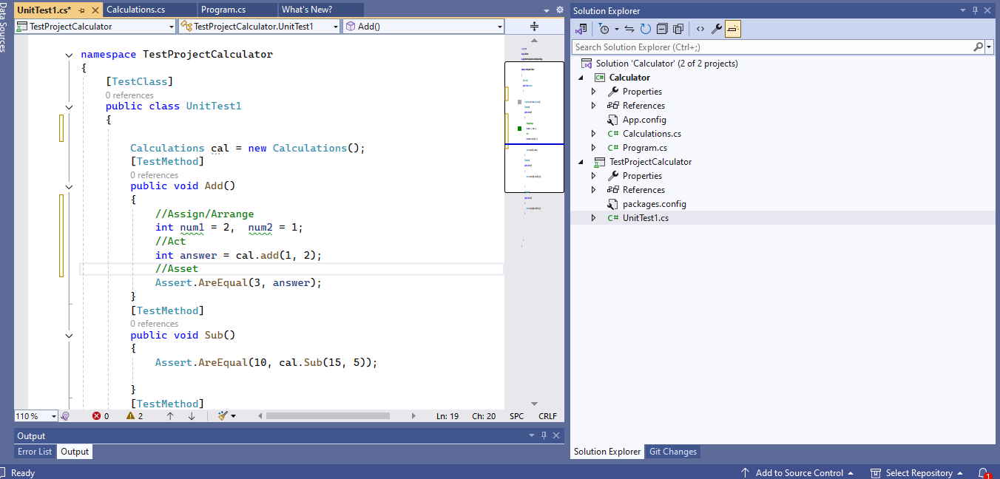 Data Sources
UnitTest1.cs*
Calculations.cs
Program.cs
What's New?
TestProjectCalculator
TestProjectCalculator.UnitTest1
Add()
namespace TestProjectCalculator
{
[TestClass]
0 references
public class UnitTest1
{
Calculations cal = new Calculations();
[TestMethod]
0 references
public void Add()
{
//Assign/Arrange
int num1 = 2,  num2 = 1;
//Act
int answer = cal.add(1, 2);
//Asset
Assert.AreEqual(3, answer);
}
[TestMethod]
0 references
public void Sub()
{
Assert.AreEqual(10, cal.Sub(15, 5));
}
[TestMethod]
110 %
0
2
Ln: 19
Ch: 20
SPC
CRLF
Output
Error List
Output
Solution Explorer
Search Solution Explorer (Ctrl+;)
Solution 'Calculator' (2 of 2 projects)
C# Calculator
Properties
References
App.config
C# Calculations.cs
C# Program.cs
TestProjectCalculator
Properties
References
packages.config
C# UnitTest1.cs
Solution Explorer
Git Changes
Ready
Add to Source Control
Select Repository
1